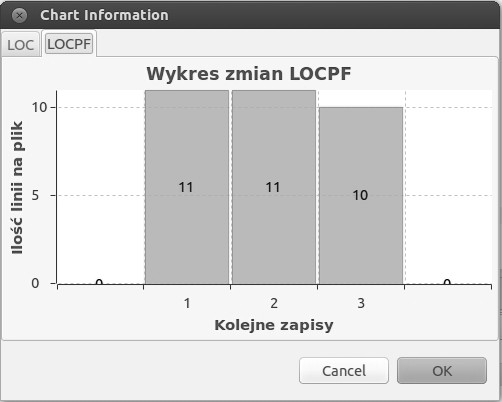 Chart Information
LOC LOCPF
Wykres zmian LOCPF
Ilość linii na plik
10
5
0
0 11 11 10 0
1 2 3
Kolejne zapisy
Cancel OK